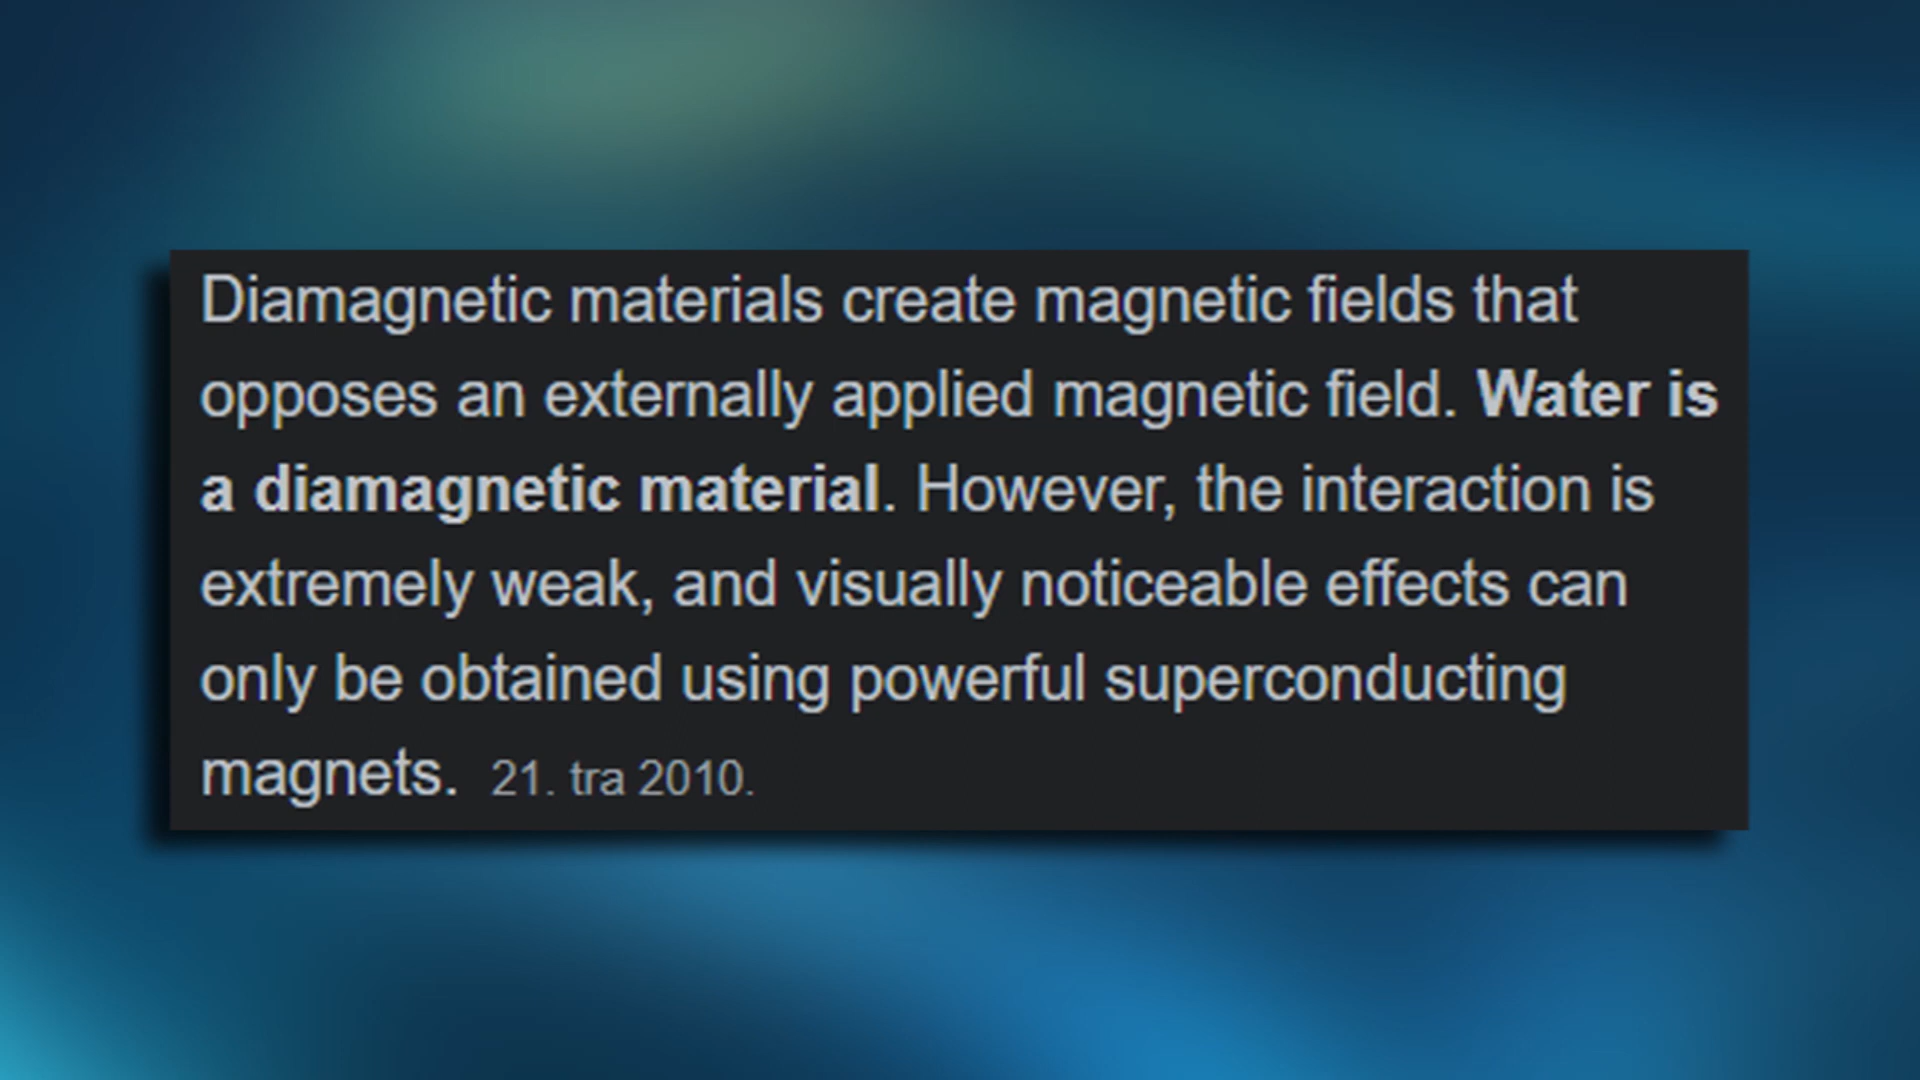 Diamagnetic materials create magnetic fields that
opposes an externally applied magnetic field. Water is
a diamagnetic material. However, the interaction is
extremely weak, and visually noticeable effects can
only be obtained using powerful superconducting
magnets. 21. tra 2010.